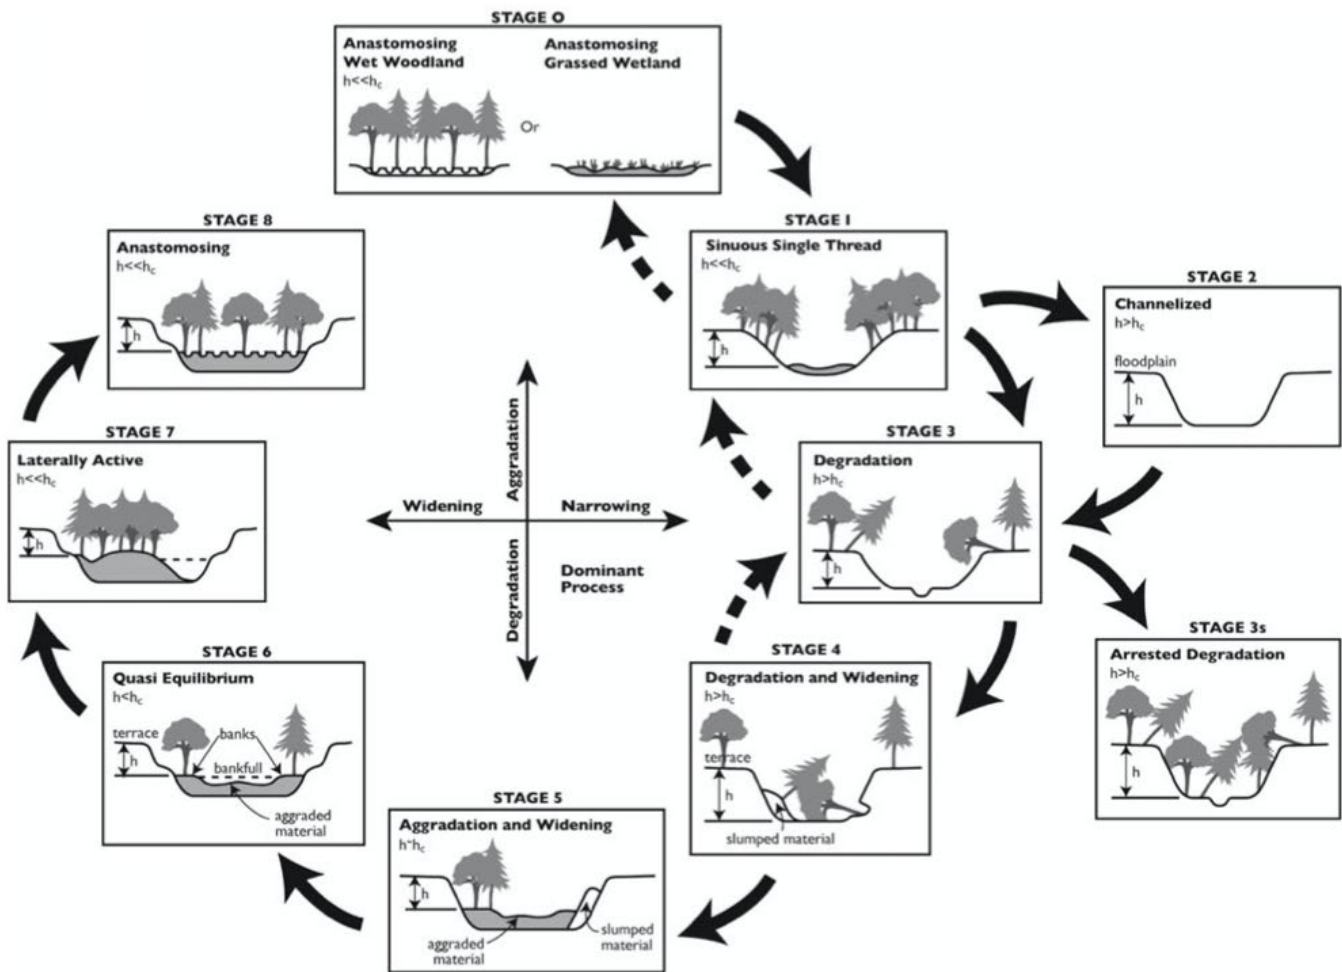 STAGE O
Anastomosing
Wet Woodland
h<<hc
Or
Anastomosing
Grassed Wetland
STAGE I
Sinuous Single Thread
h<<hc
h
STAGE 2
Channelized
h>hc
floodplain
h
STAGE 3
Degradation
h>hc
h
STAGE 3s
Arrested Degradation
h>hc
h
STAGE 4
Degradation and Widening
h>hc
terrace
h
slumped material
STAGE 5
Aggradation and Widening
h~hc
h
aggraded
material
slumped
material
STAGE 6
Quasi Equilibrium
h<hc
terrace
banks
h
bankfull
aggraded
material
STAGE 7
Laterally Active
h<<hc
h
STAGE 8
Anastomosing
h<<hc
h
Aggradation
Widening
Narrowing
Degradation
Dominant
Process